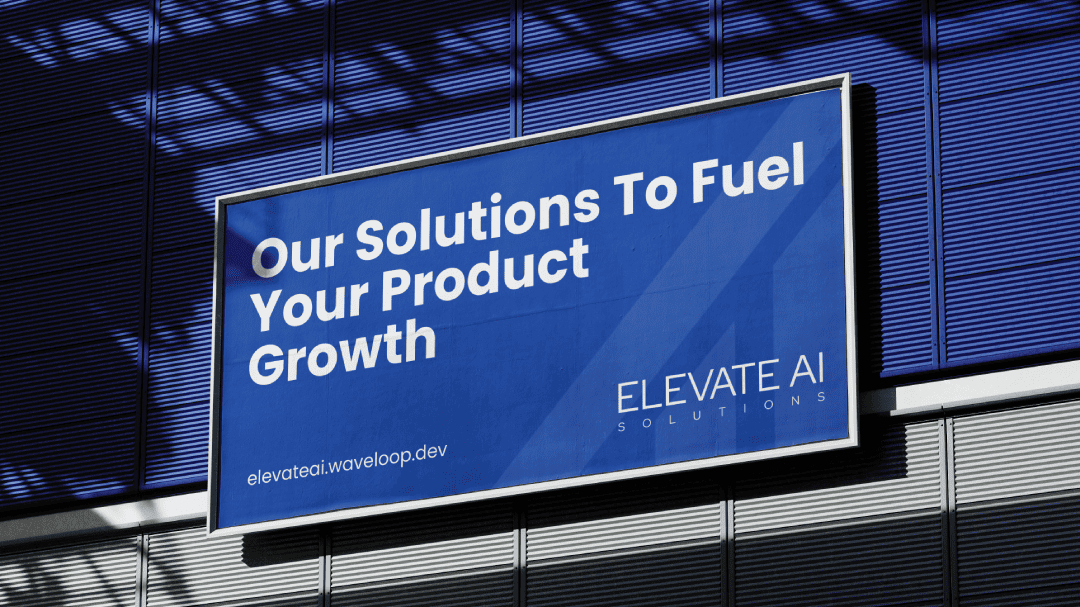 Our Solutions To Fuel
Your Product
Growth
ELEVATE AI
SOLUTIONS
elevateai.waveloop.dev